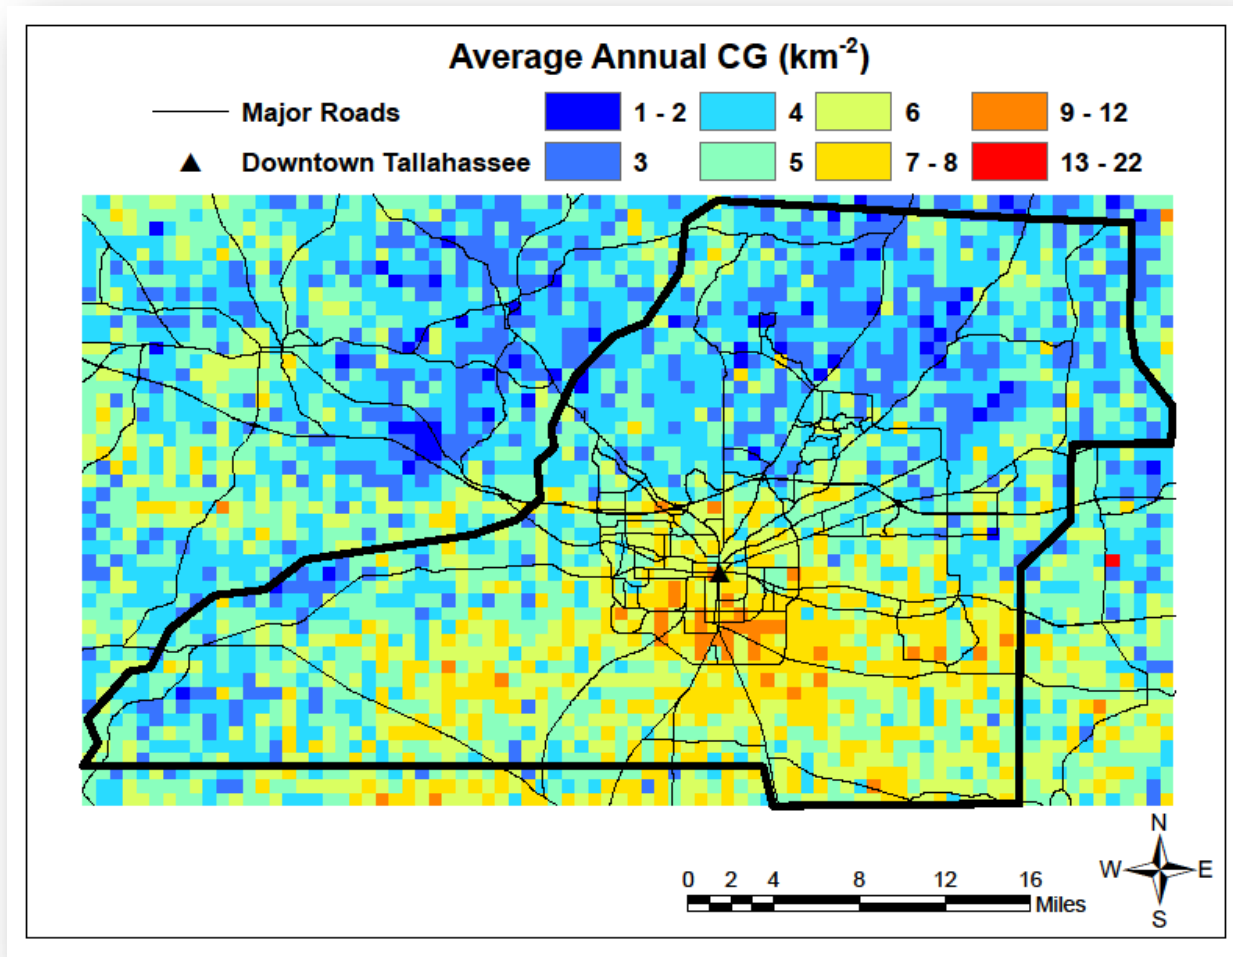 Average Annual CG (km-2)
Major Roads
1 - 2
4
6
9 - 12
Downtown Tallahassee
3
5
7 - 8
13 - 22
N
W
E
S
0 2 4 8 12 16
Miles